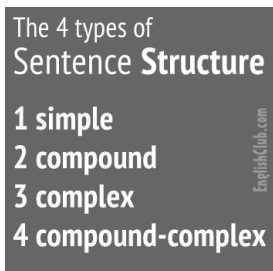 The 4 types of
Sentence Structure
1 simple
2 compound
3 complex
4 compound-complex
EnglishClub.com